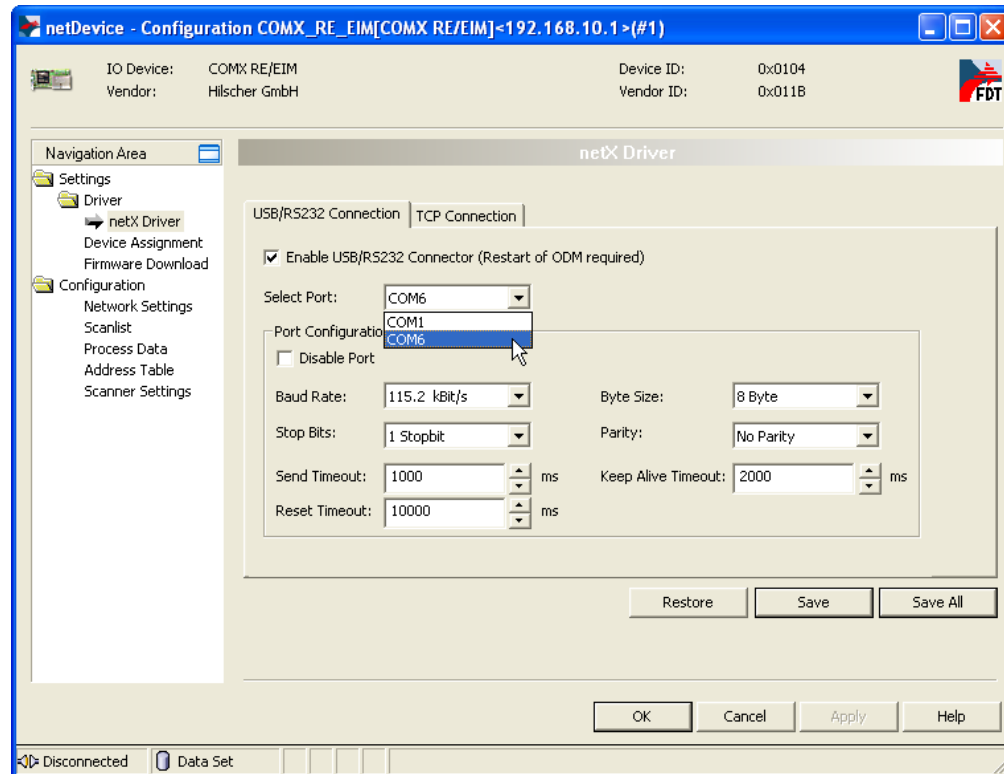 netDevice - Configuration COMX_RE_EIM[COMX RE/EIM]<192.168.10.1>(#1)
IO Device: COMX RE/EIM Device ID: 0x0104
Vendor: Hilscher GmbH Vendor ID: 0x011B
FDT
Navigation Area
Settings
Driver
netX Driver
Device Assignment
Firmware Download
Configuration
Network Settings
Scanlist
Process Data
Address Table
Scanner Settings
netX Driver
USB/RS232 Connection TCP Connection
Enable USB/RS232 Connector (Restart of ODM required)
Select Port: COM6
COM1
COM6
Port Configuratio
Disable Port
Baud Rate: 115.2 kBit/s Byte Size: 8 Byte
Stop Bits: 1 Stopbit Parity: No Parity
Send Timeout: 1000 ms Keep Alive Timeout: 2000 ms
Reset Timeout: 10000 ms
Restore Save Save All
OK Cancel Apply Help
Disconnected Data Set